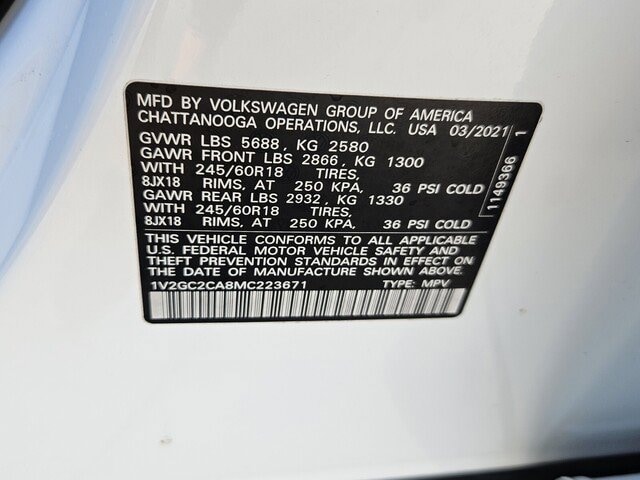 MFD BY VOLKSWAGEN GROUP OF AMERICA
CHATTANOOGA OPERATIONS, LLC. USA 03/2021
GVWR LBS 5688, KG 2580
GAWR FRONT LBS 2866, KG 1300
WITH 245/60R18 TIRES,
8JX18 RIMS, AT 250 KPA, 36 PSI COLD
GAWR REAR LBS 2932, KG 1330
WITH 245/60R18 TIRES,
8JX18 RIMS, AT 250 KPA, 36 PSI COLD
THIS VEHICLE CONFORMS TO ALL APPLICABLE
U.S. FEDERAL MOTOR VEHICLE SAFETY AND
THEFT PREVENTION STANDARDS IN EFFECT ON
THE DATE OF MANUFACTURE SHOWN ABOVE.
1V2GC2CA8MC223671 TYPE: MPV
1149366 1